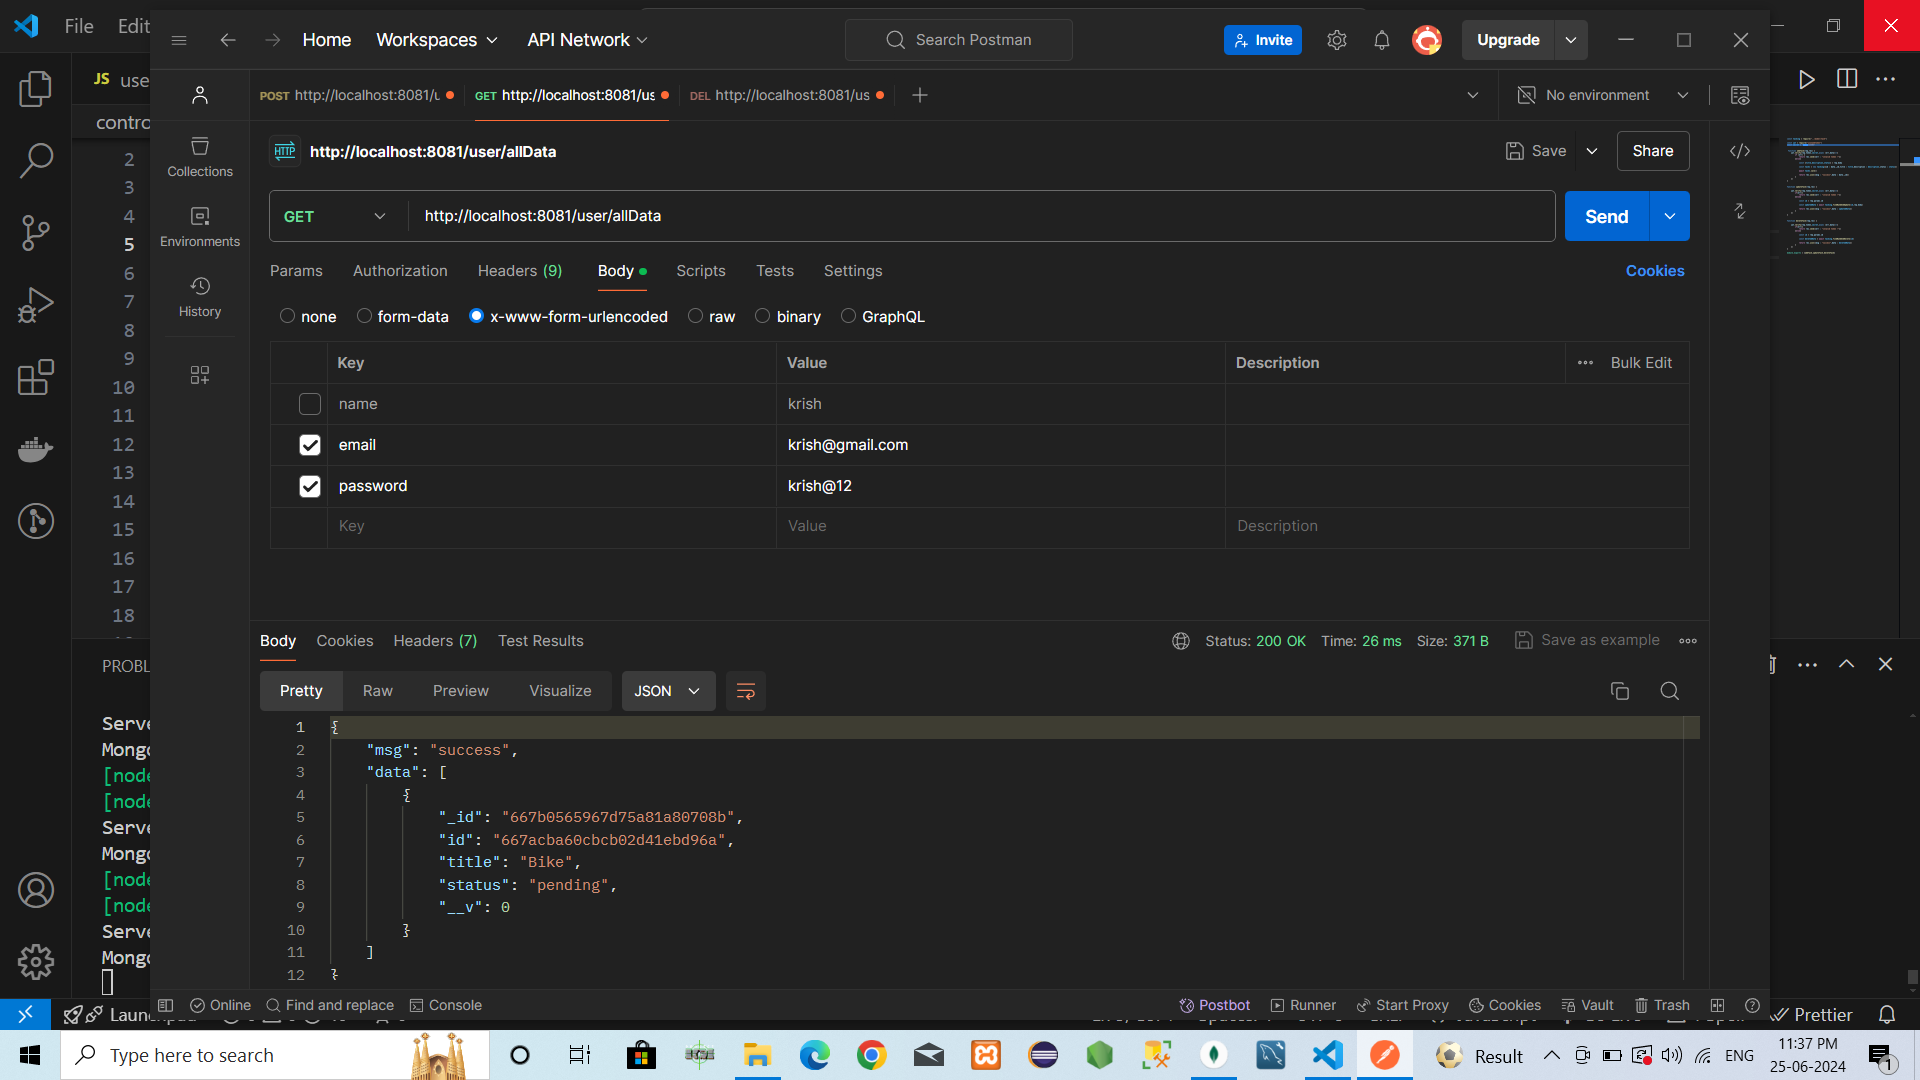 File Edit
Home Workspaces API Network Search Postman Invite Upgrade
JS use
POST http://localhost:8081/ GET http://localhost:8081/us DEL http://localhost:8081/us No environment
contro
HTTP http://localhost:8081/user/allData Save Share
Collections
GET http://localhost:8081/user/allData Send
Environments
Params Authorization Headers (9) Body Scripts Tests Settings Cookies
History
none form-data x-www-form-urlencoded raw binary GraphQL
Key Value Description Bulk Edit
name krish
email krish@gmail.com
password krish@12
Key Value Description
2
3
4
5
6
7
8
9
10
11
12
13
14
15
16
17
18
Body Cookies Headers (7) Test Results Status: 200 OK Time: 26 ms Size: 371 B Save as example
PROBL
Pretty Raw Preview Visualize JSON
1 {
2 "msg": "success",
3 "data": [
4 {
5 "_id": "667b0565967d75a81a80708b",
6 "id": "667acba60cbcb02d41ebd96a",
7 "title": "Bike",
8 "status": "pending",
9 "__v": 0
10 }
11 ]
12 }
Serve
Mongo
[node
[node
Serve
Mongo
[node
[node
Serve
Mongo
Online Find and replace Console Postbot Runner Start Proxy Cookies Vault Trash
Prettier
Type here to search Result ENG 11:37 PM
25-06-2024 1